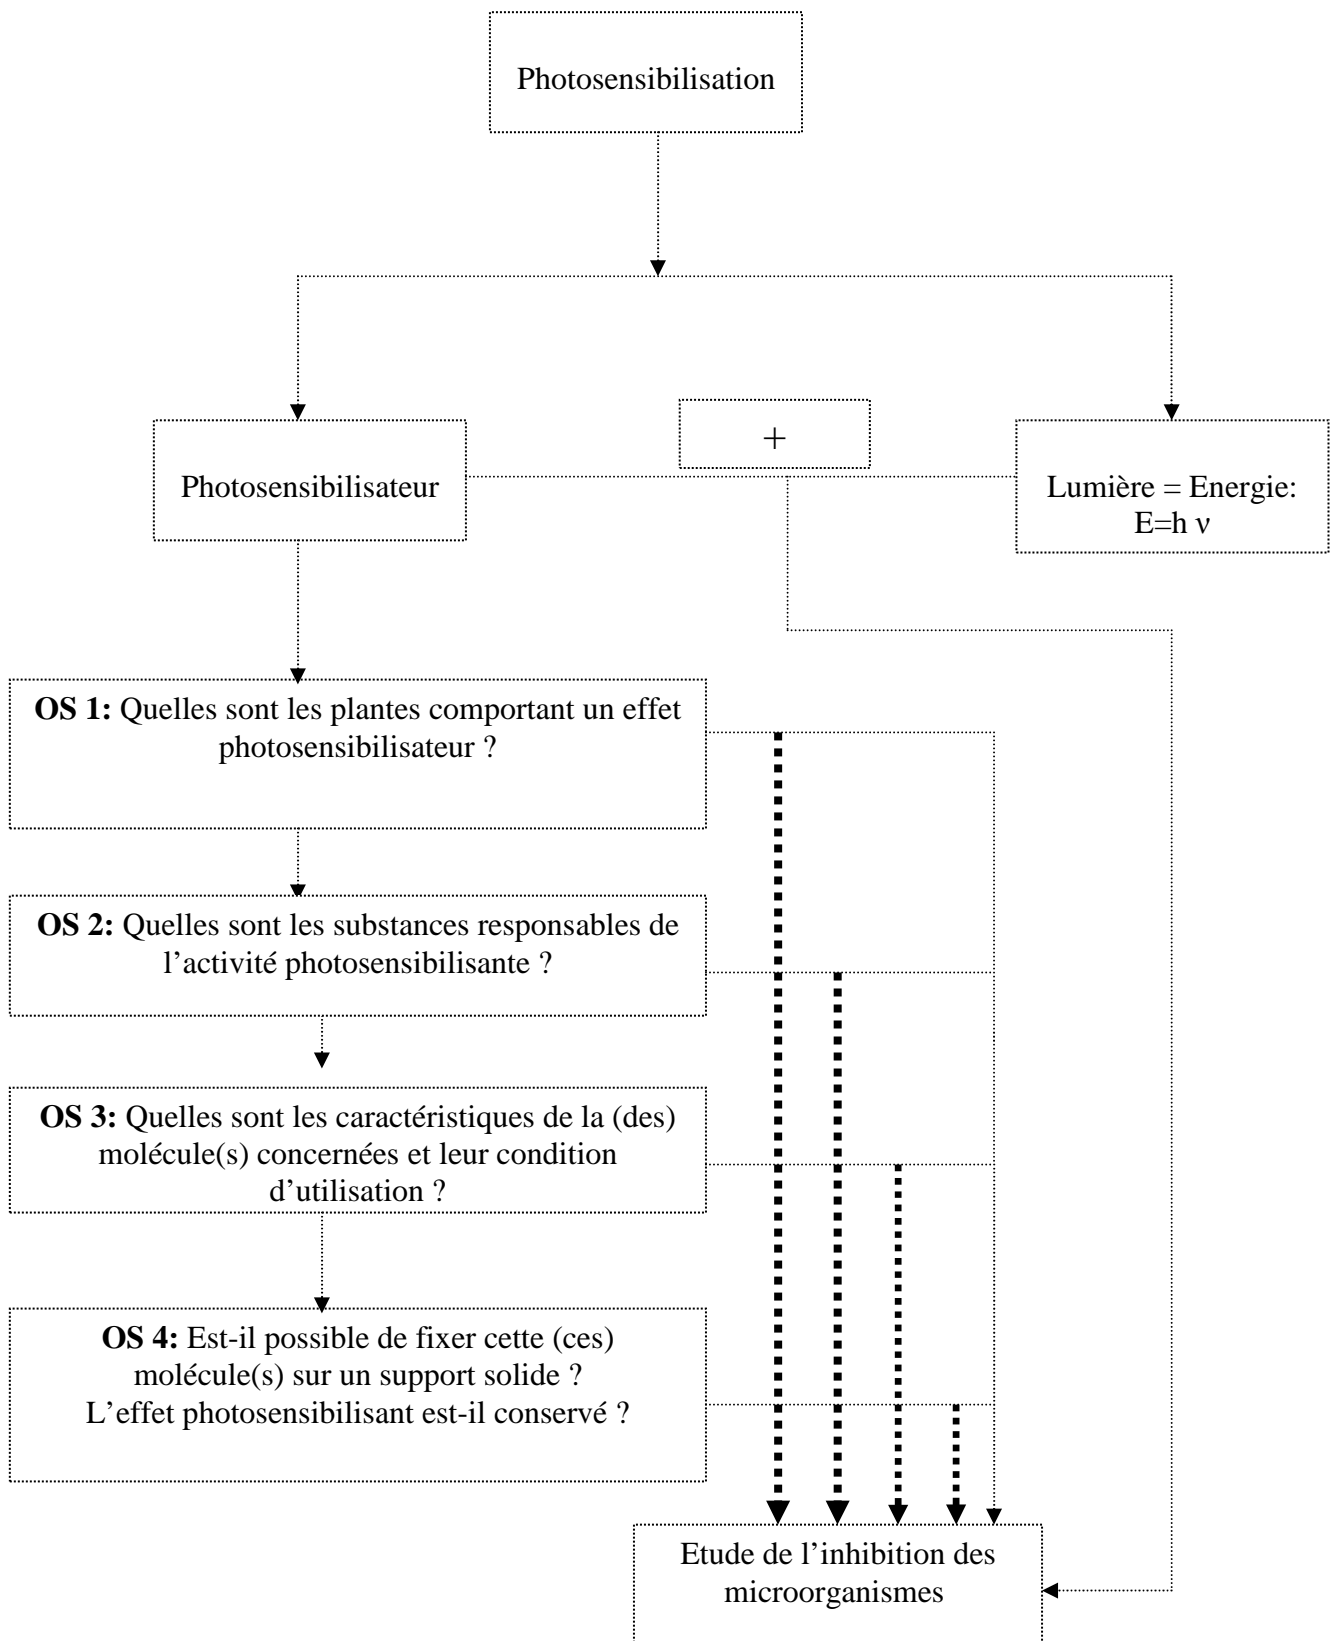 Photosensibilisation
+
Photosensibilisateur
Lumière = Energie:
E=h ν
OS 1: Quelles sont les plantes comportant un effet
photosensibilisateur ?
OS 2: Quelles sont les substances responsables de
l’activité photosensibilisante ?
OS 3: Quelles sont les caractéristiques de la (des)
molécule(s) concernées et leur condition
d’utilisation ?
OS 4: Est-il possible de fixer cette (ces)
molécule(s) sur un support solide ?
L’effet photosensibilisant est-il conservé ?
Etude de l’inhibition des
microorganismes